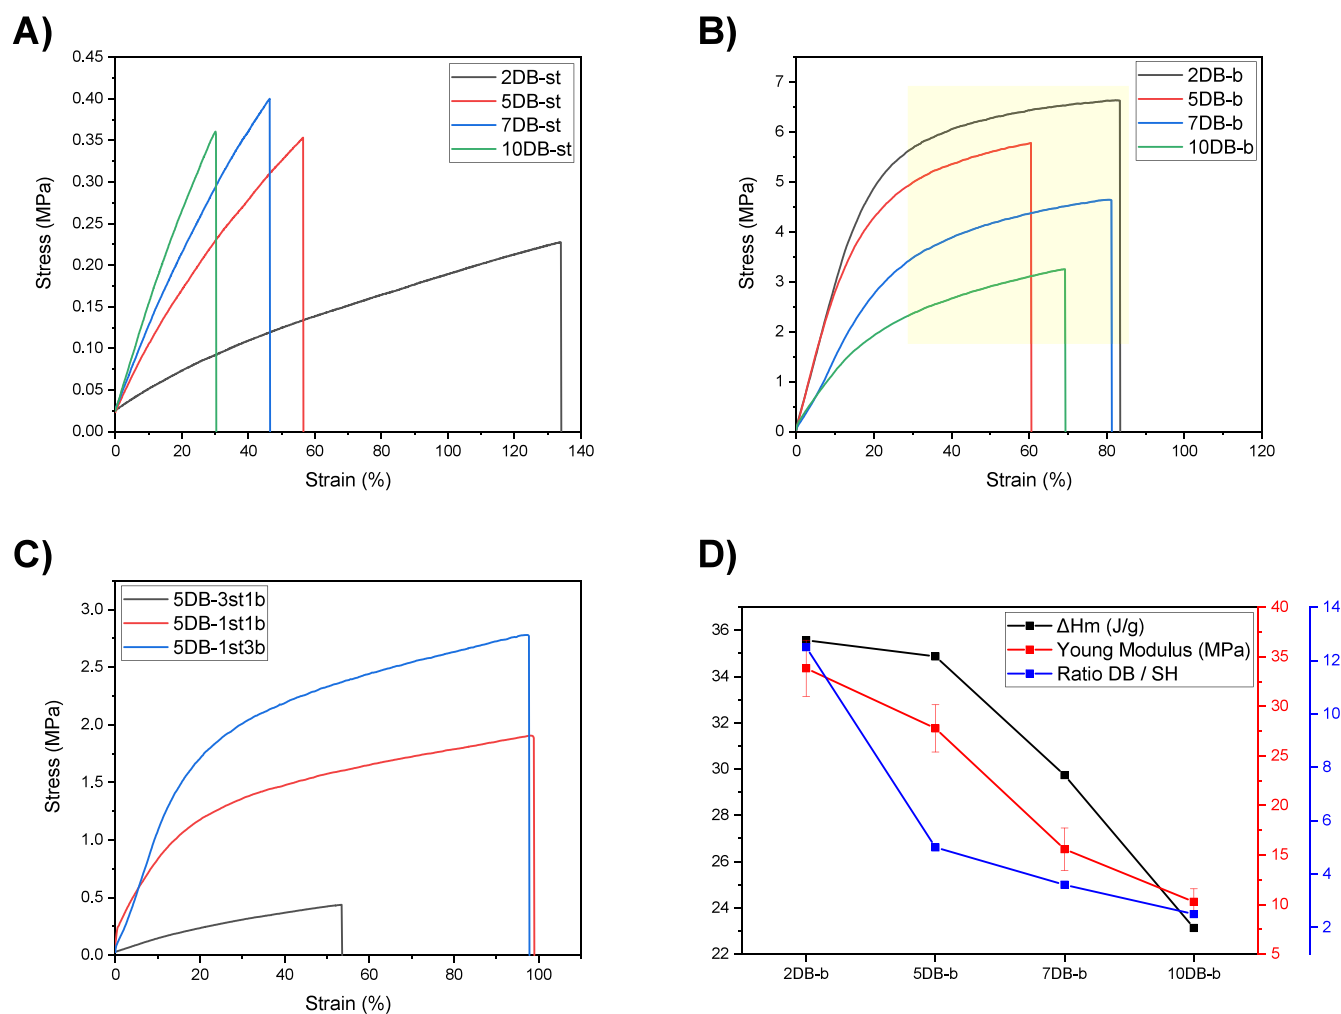 A)
0.45
0.40
0.35
0.30
0.25
0.20
0.15
0.10
0.05
0.00
Stress (MPa)
2DB-st
5DB-st
7DB-st
10DB-st
0 20 40 60 80 100 120 140
Strain (%)
B)
7
6
5
4
3
2
1
0
Stress (MPa)
2DB-b
5DB-b
7DB-b
10DB-b
0 20 40 60 80 100 120
Strain (%)
C)
3.0
2.5
2.0
1.5
1.0
0.5
0.0
Stress (MPa)
5DB-3st1b
5DB-1st1b
5DB-1st3b
0 20 40 60 80 100
Strain (%)
D)
36
34
32
30
28
26
24
22
ΔHm (J/g)
Young Modulus (MPa)
Ratio DB / SH
40
35
30
25
20
15
10
5
14
12
10
8
6
4
2
2DB-b 5DB-b 7DB-b 10DB-b